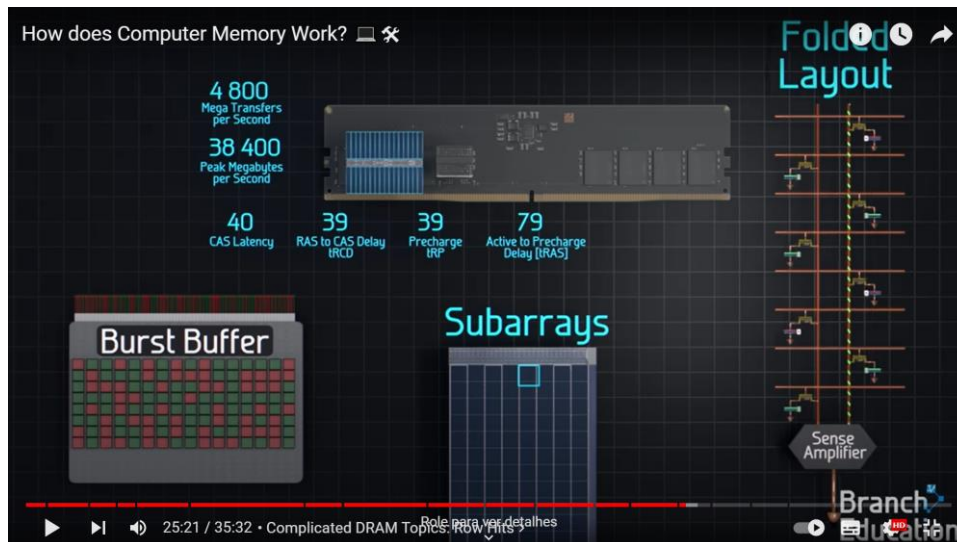 How does Computer Memory Work? 💻 🛠
Folded
Layout
4 800
Mega Transfers
per Second
38 400
Peak Megabytes
per Second
40
CAS Latency
39
RAS to CAS Delay
tRCD
39
Precharge
tRP
79
Active to Precharge
Delay [tRAS]
Burst Buffer
Subarrays
Sense
Amplifier
Branch
Education
25:21 / 35:32 • Complicated DRAM Topics: Row Hits >
Role para ver detalhes
HD